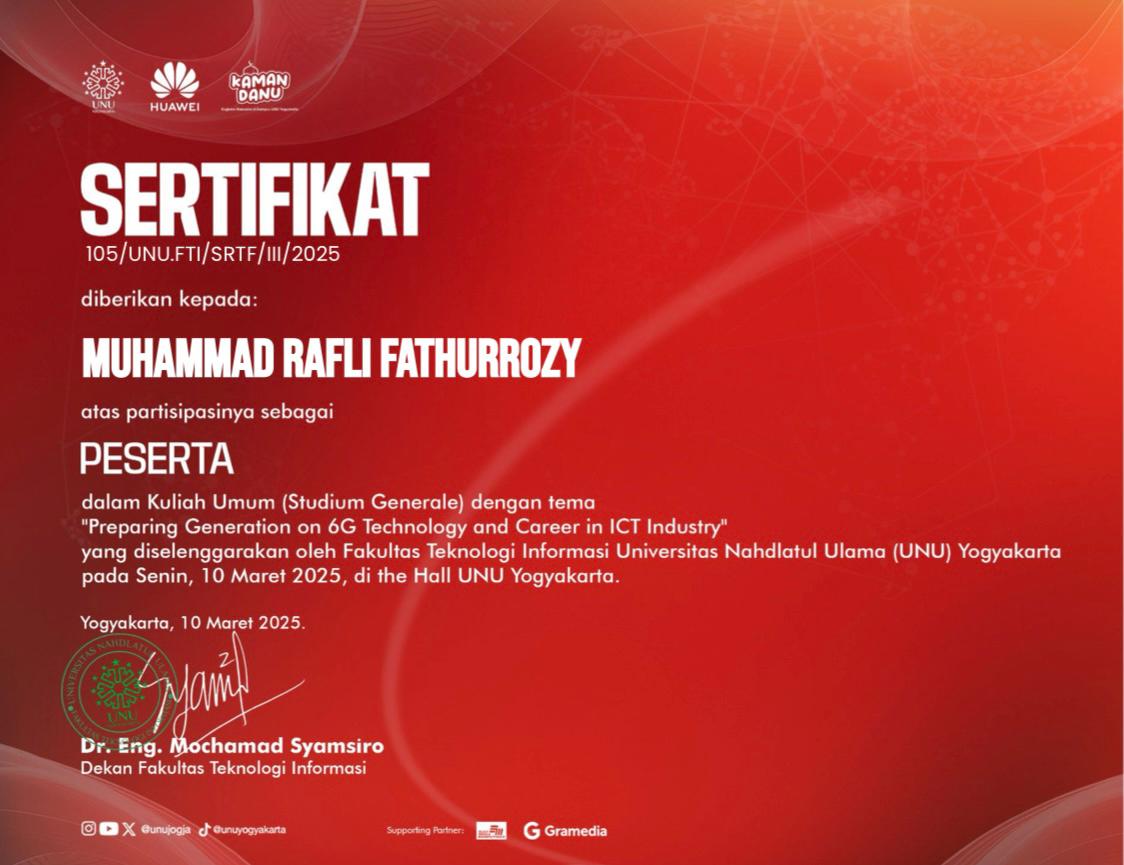 UNU
HUAWEI
KAMAN
DANU
SERTIFIKAT
105/UNU.FTI/SRTF/III/2025
diberikan kepada:
MUHAMMAD RAFLI FATHURROZY
atas partisipasinya sebagai
PESERTA
dalam Kuliah Umum (Studium Generale) dengan tema
"Preparing Generation on 6G Technology and Career in ICT Industry"
yang diselenggarakan oleh Fakultas Teknologi Informasi Universitas Nahdlatul Ulama (UNU) Yogyakarta
pada Senin, 10 Maret 2025, di the Hall UNU Yogyakarta.
Yogyakarta, 10 Maret 2025.
UNIVERSITAS NAHDLATUL
UNU
Dr. Eng. Mochamad Syamsiro
Dekan Fakultas Teknologi Informasi
@unujogja @unuyogyakarta
Supporting Partner:
Gramedia